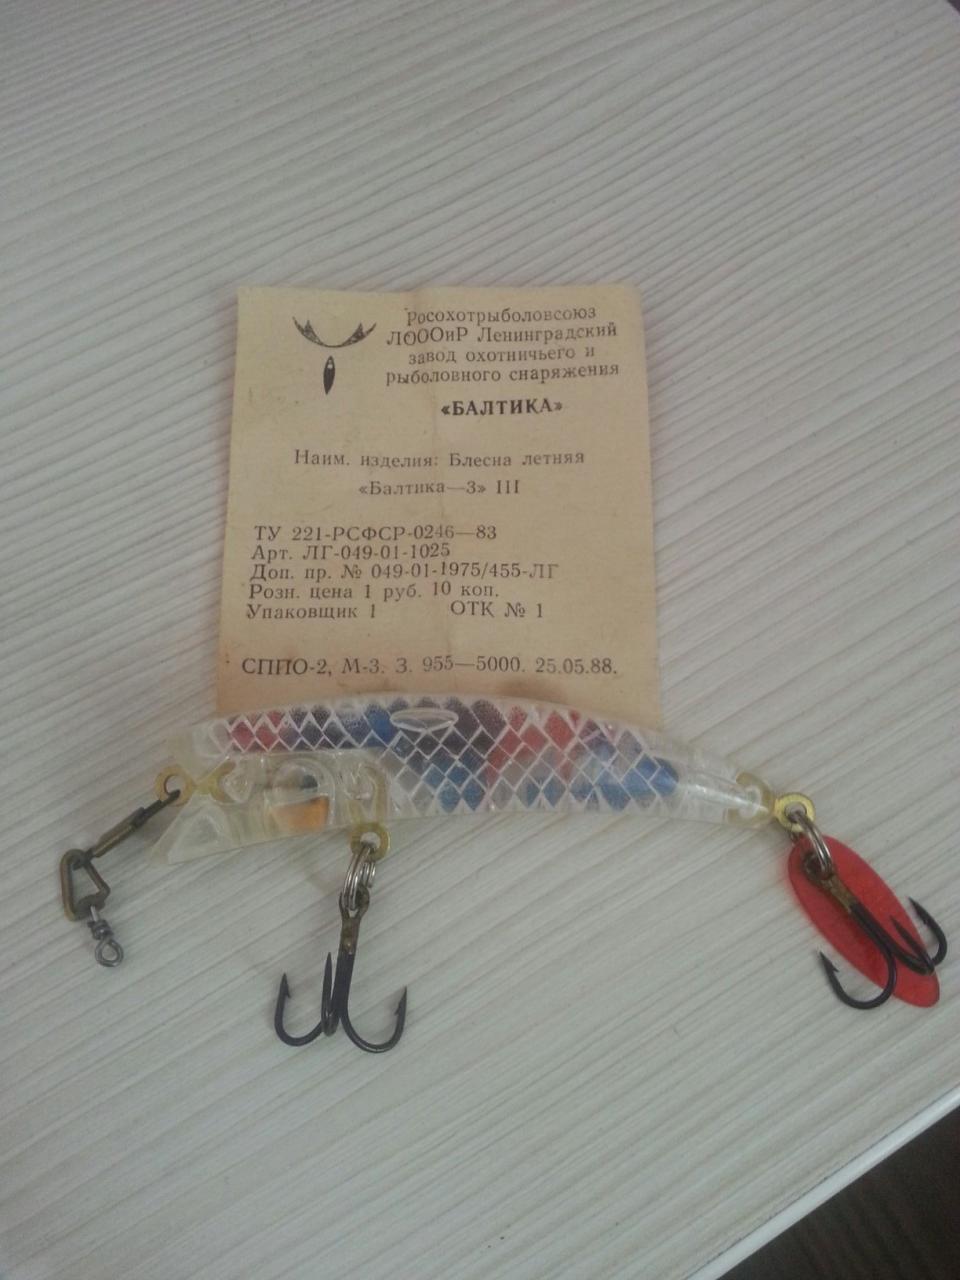 Росохотрыболовсоюз
ЛОООиР Ленинградский
завод охотничьего и
рыболовного снаряжения
«БАЛТИКА»
Наим. изделия: Блесна летняя
«Балтика—3» III
ТУ 221-РСФСР-0246—83
Арт. ЛГ-049-01-1025
Доп. пр. № 049-01-1975/455-ЛГ
Розн. цена 1 руб. 10 коп.
Упаковщик 1 ОТК № 1
СППО-2, М-3. З. 955—5000. 25.05.88.